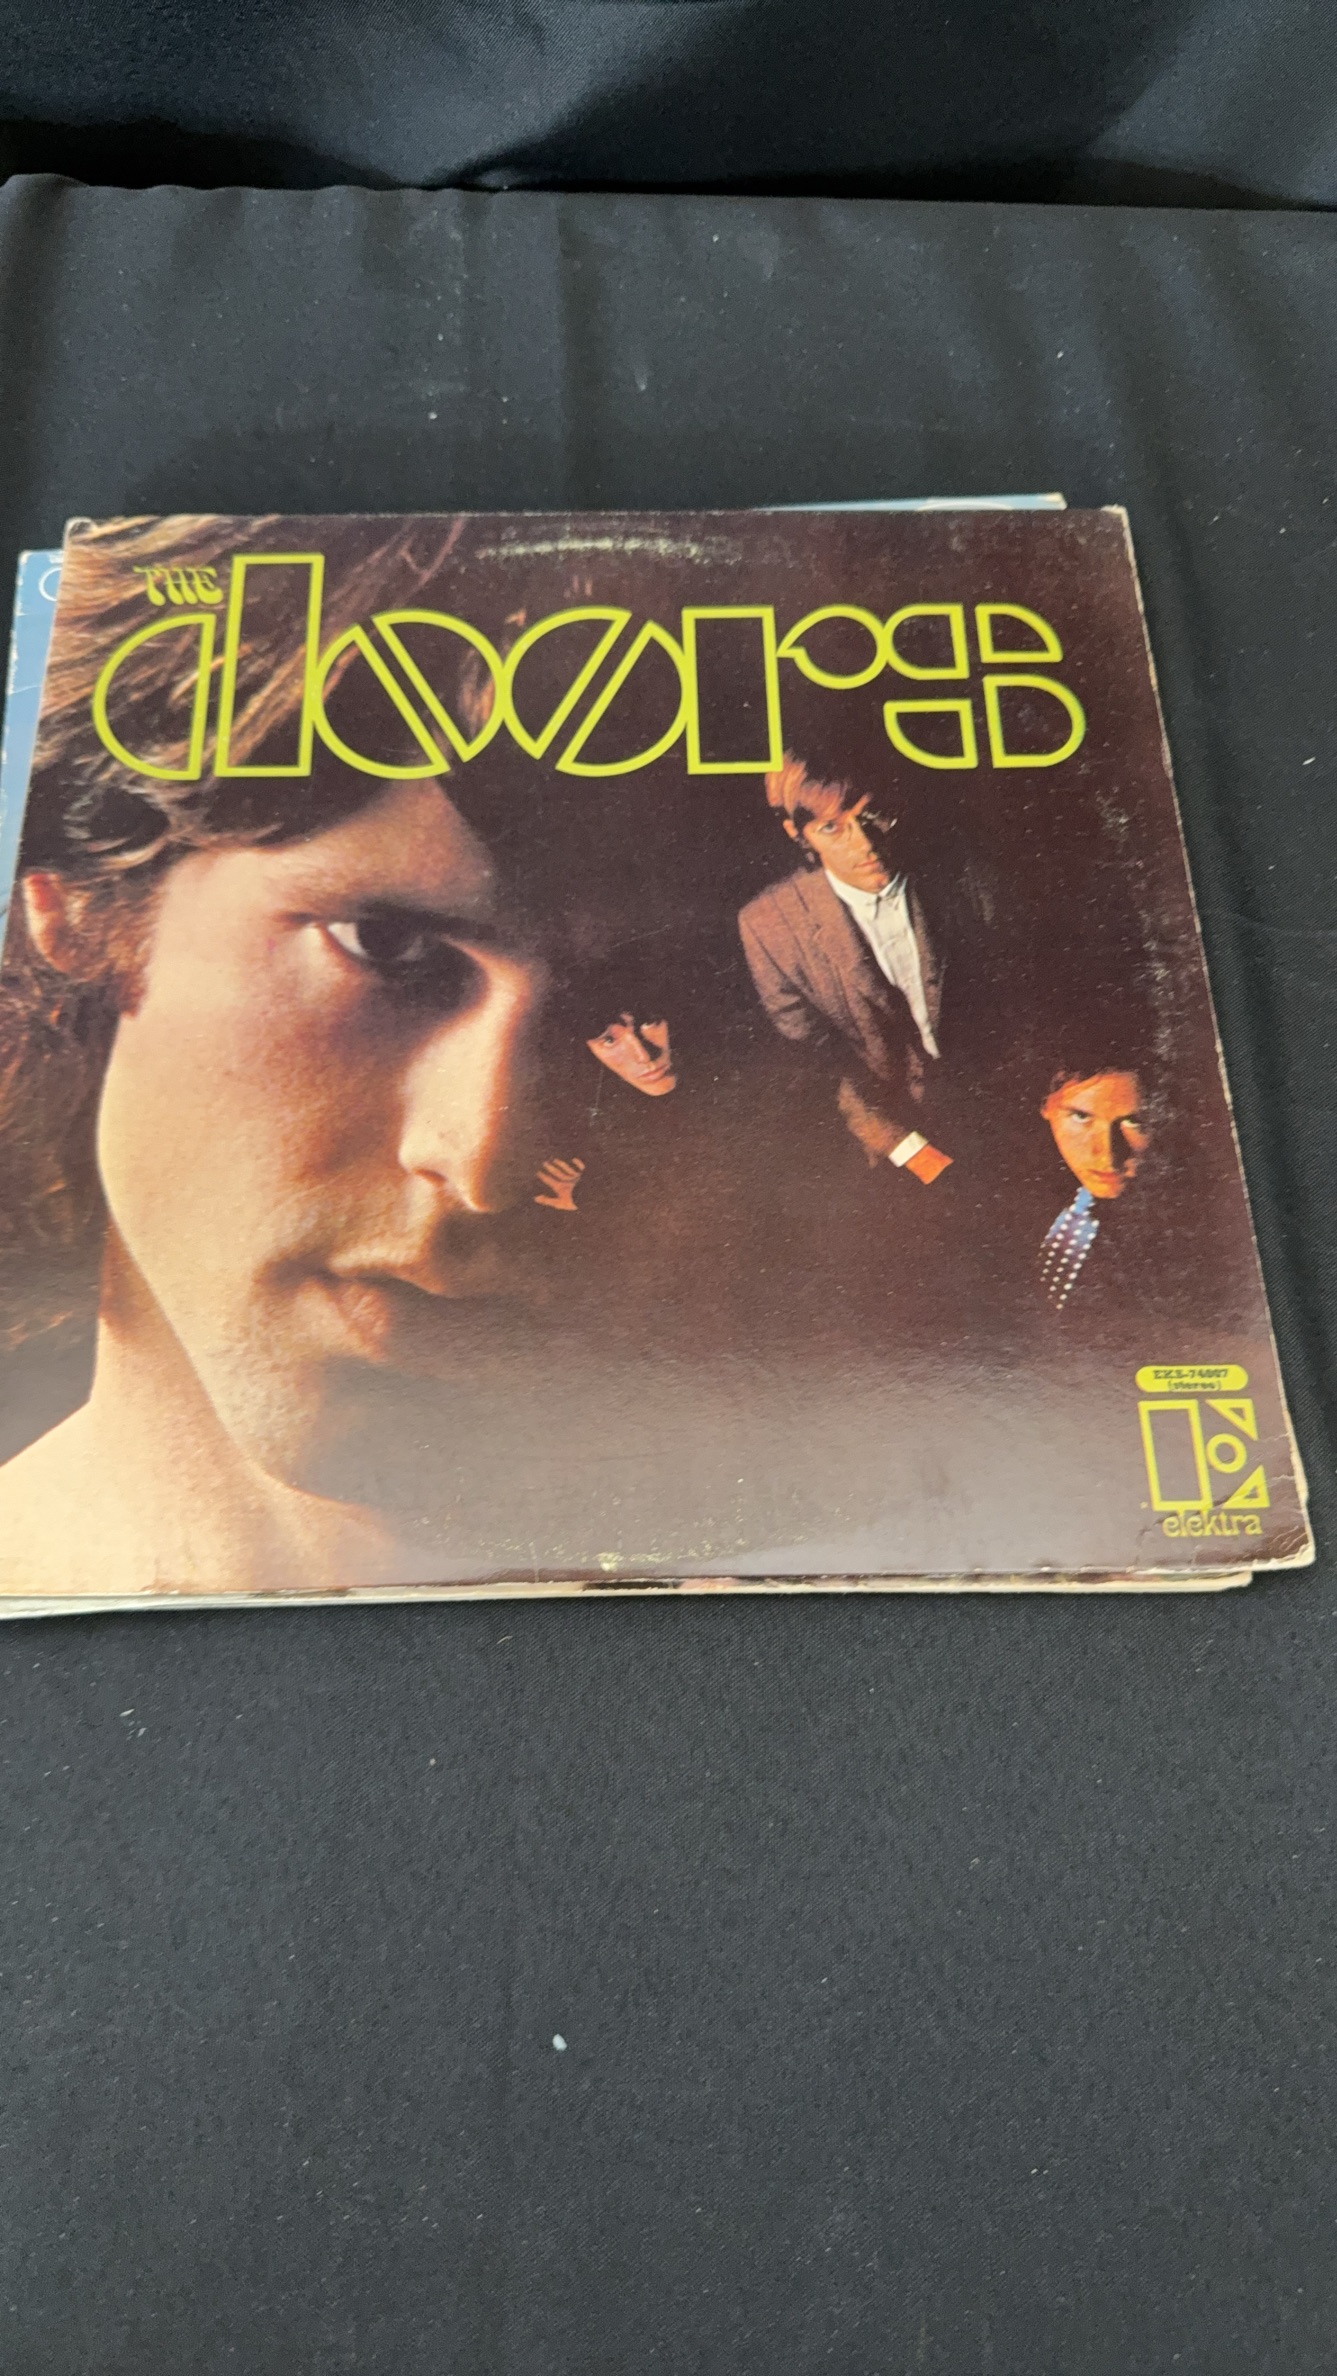 THE
doors
EKS-74007
(stereo)
elektra